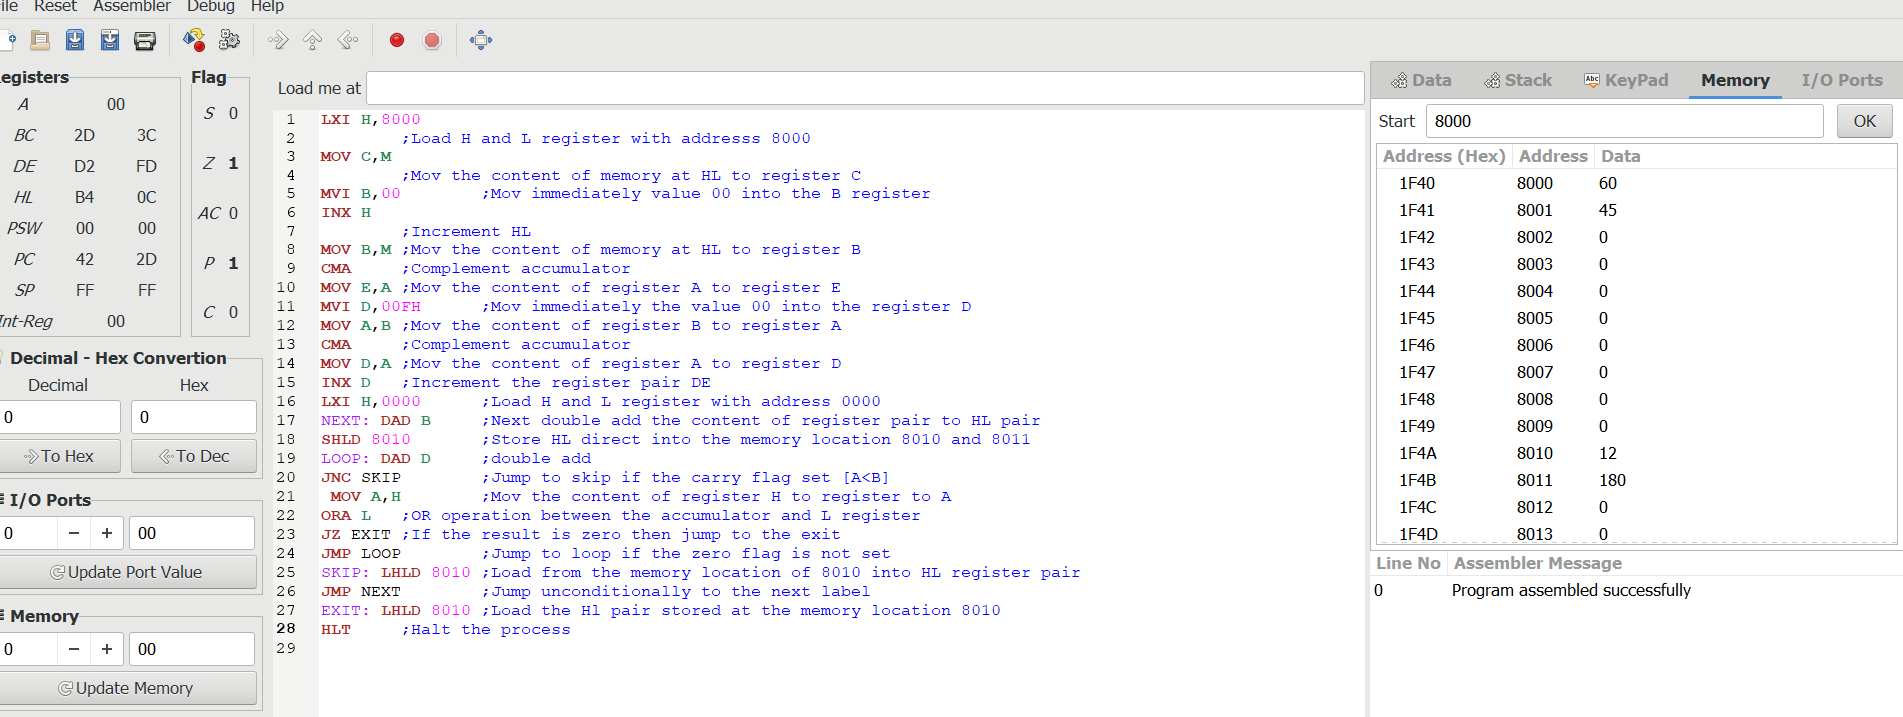 ile Reset Assembler Debug Help
egisters
A 00
BC 2D 3C
DE D2 FD
HL B4 0C
PSW 00 00
PC 42 2D
SP FF FF
Int-Reg 00
Flag
S 0
Z 1
AC 0
P 1
C 0
Decimal - Hex Convertion
Decimal Hex
0 0
To Hex To Dec
I/O Ports
0 − + 00
Update Port Value
Memory
0 − + 00
Update Memory
Load me at
1 LXI H,8000
2 ;Load H and L register with addresss 8000
3 MOV C,M
4 ;Mov the content of memory at HL to register C
5 MVI B,00 ;Mov immediately value 00 into the B register
6 INX H
7 ;Increment HL
8 MOV B,M ;Mov the content of memory at HL to register B
9 CMA ;Complement accumulator
10 MOV E,A ;Mov the content of register A to register E
11 MVI D,00FH ;Mov immediately the value 00 into the register D
12 MOV A,B ;Mov the content of register B to register A
13 CMA ;Complement accumulator
14 MOV D,A ;Mov the content of register A to register D
15 INX D ;Increment the register pair DE
16 LXI H,0000 ;Load H and L register with address 0000
17 NEXT: DAD B ;Next double add the content of register pair to HL pair
18 SHLD 8010 ;Store HL direct into the memory location 8010 and 8011
19 LOOP: DAD D ;double add
20 JNC SKIP ;Jump to skip if the carry flag set [A<B]
21 MOV A,H ;Mov the content of register H to register to A
22 ORA L ;OR operation between the accumulator and L register
23 JZ EXIT ;If the result is zero then jump to the exit
24 JMP LOOP ;Jump to loop if the zero flag is not set
25 SKIP: LHLD 8010 ;Load from the memory location of 8010 into HL register pair
26 JMP NEXT ;Jump unconditionally to the next label
27 EXIT: LHLD 8010 ;Load the Hl pair stored at the memory location 8010
28 HLT ;Halt the process
29
Data Stack Abc KeyPad Memory I/O Ports
Start 8000 OK
Address (Hex) Address Data
1F40 8000 60
1F41 8001 45
1F42 8002 0
1F43 8003 0
1F44 8004 0
1F45 8005 0
1F46 8006 0
1F47 8007 0
1F48 8008 0
1F49 8009 0
1F4A 8010 12
1F4B 8011 180
1F4C 8012 0
1F4D 8013 0
Line No Assembler Message
0 Program assembled successfully